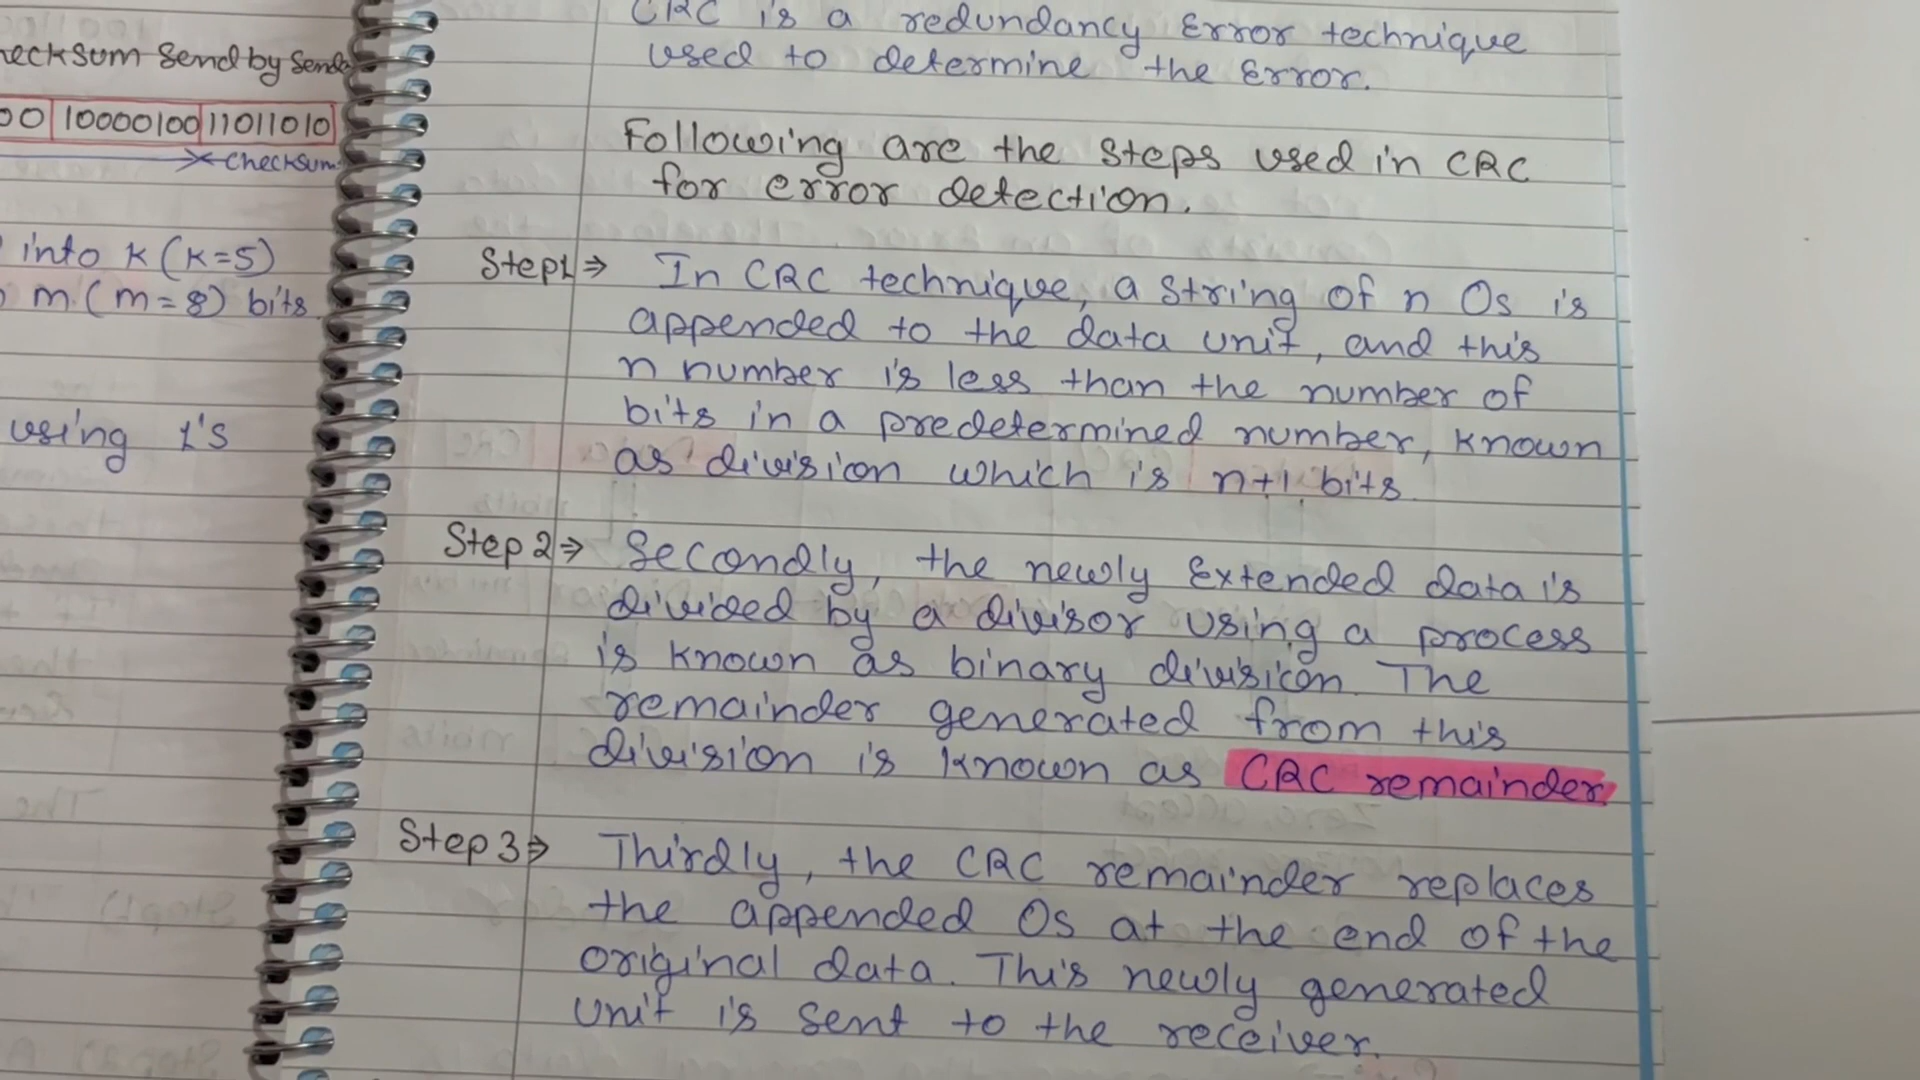 checksum Send by Sende
00 10000100 11011010
checksum
into k (k=5)
m (m=8) bits
using 1's
CRC is a redundancy Error technique
used to determine the Error.
Following are the steps used in CRC
for error detection.
Step1⇒ In CRC technique, a string of n 0s is
appended to the data unit, and this
n number is less than the number of
bits in a predetermined number, known
as division which is n+1 bits
Step 2⇒ Secondly, the newly Extended data is
divided by a divisor using a process
is known as binary division. The
remainder generated from this
division is known as CRC remainder
Step 3⇒ Thirdly, the CRC remainder replaces
the appended 0s at the end of the
original data. This newly generated
unit is sent to the receiver.